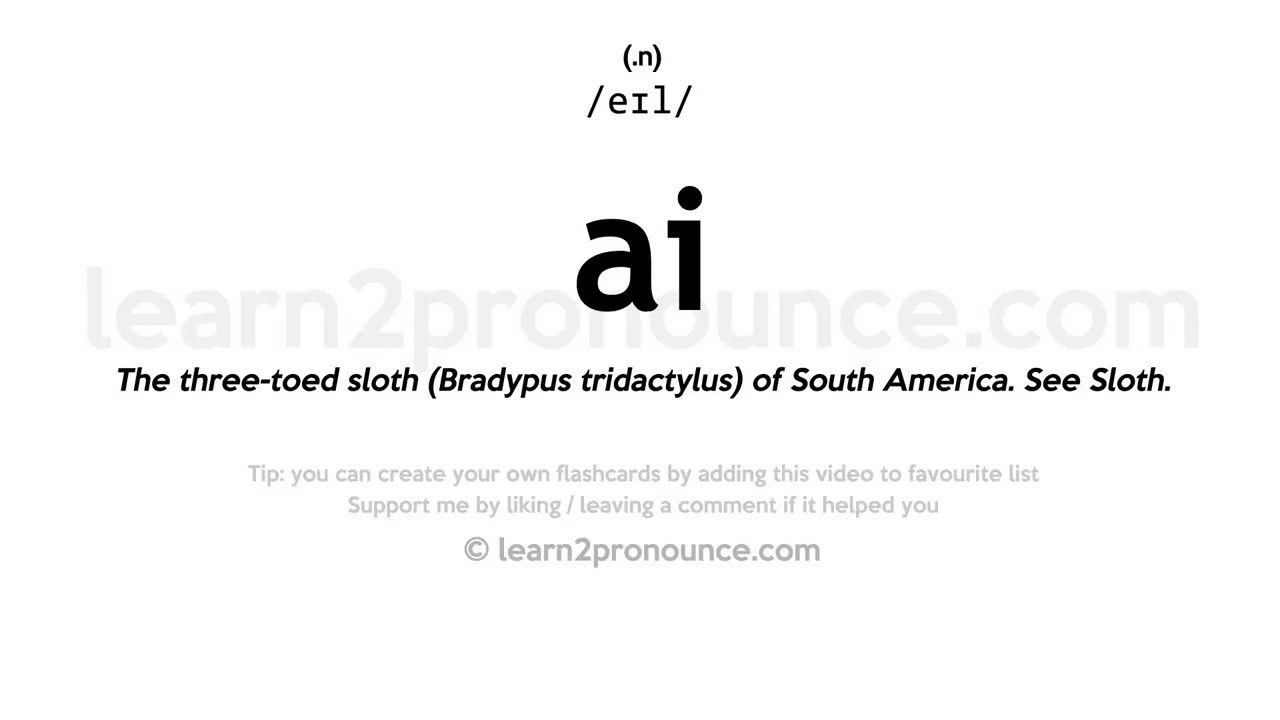 (.n)
/eɪl/
ai
learn2pronounce.com
The three-toed sloth (Bradypus tridactylus) of South America. See Sloth.
Tip: you can create your own flashcards by adding this video to favourite list
Support me by liking / leaving a comment if it helped you
© learn2pronounce.com